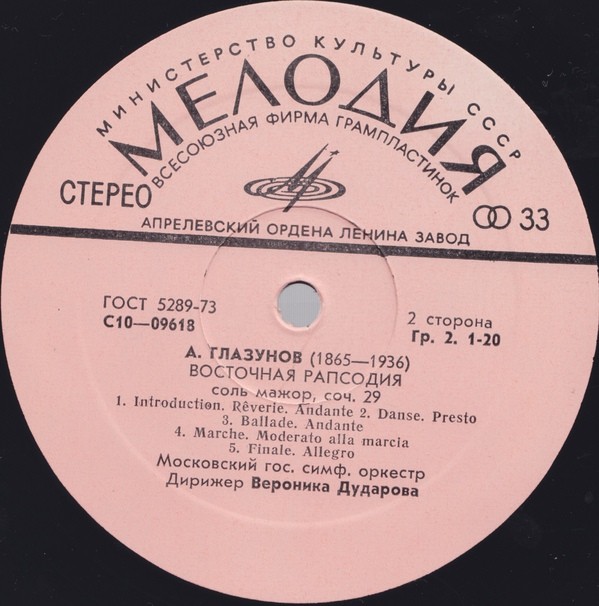 МИНИСТЕРСТВО КУЛЬТУРЫ СССР
МЕЛОДИЯ
ВСЕСОЮЗНАЯ ФИРМА ГРАМПЛАСТИНОК
СТЕРЕО
33
АПРЕЛЕВСКИЙ ОРДЕНА ЛЕНИНА ЗАВОД
ГОСТ 5289-73
С10—09618
2 сторона
Гр. 2. 1-20
А. ГЛАЗУНОВ (1865—1936)
ВОСТОЧНАЯ РАПСОДИЯ
соль мажор, соч. 29
1. Introduction. Rêverie. Andante 2. Danse. Presto
3. Ballade. Andante
4. Marche. Moderato alla marcia
5. Finale. Allegro
Московский гос. симф. оркестр
Дирижер Вероника Дударова